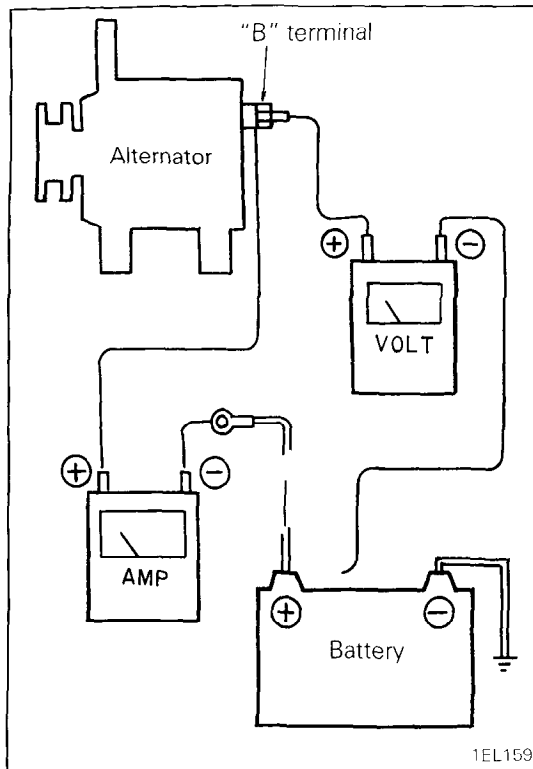 "B" terminal
Alternator
+ −
VOLT
+ −
AMP
+ −
Battery
1EL159